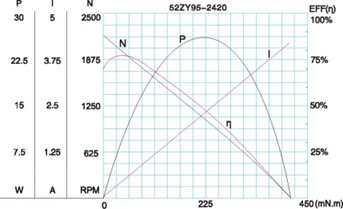 P I N 52ZY95-2420 EFF(η)
30 5 2500 100%
N P I
22.5 3.75 1875 75%
15 2.5 1250 50%
η
7.5 1.25 625 25%
W A RPM
0 225 450(mN.m)